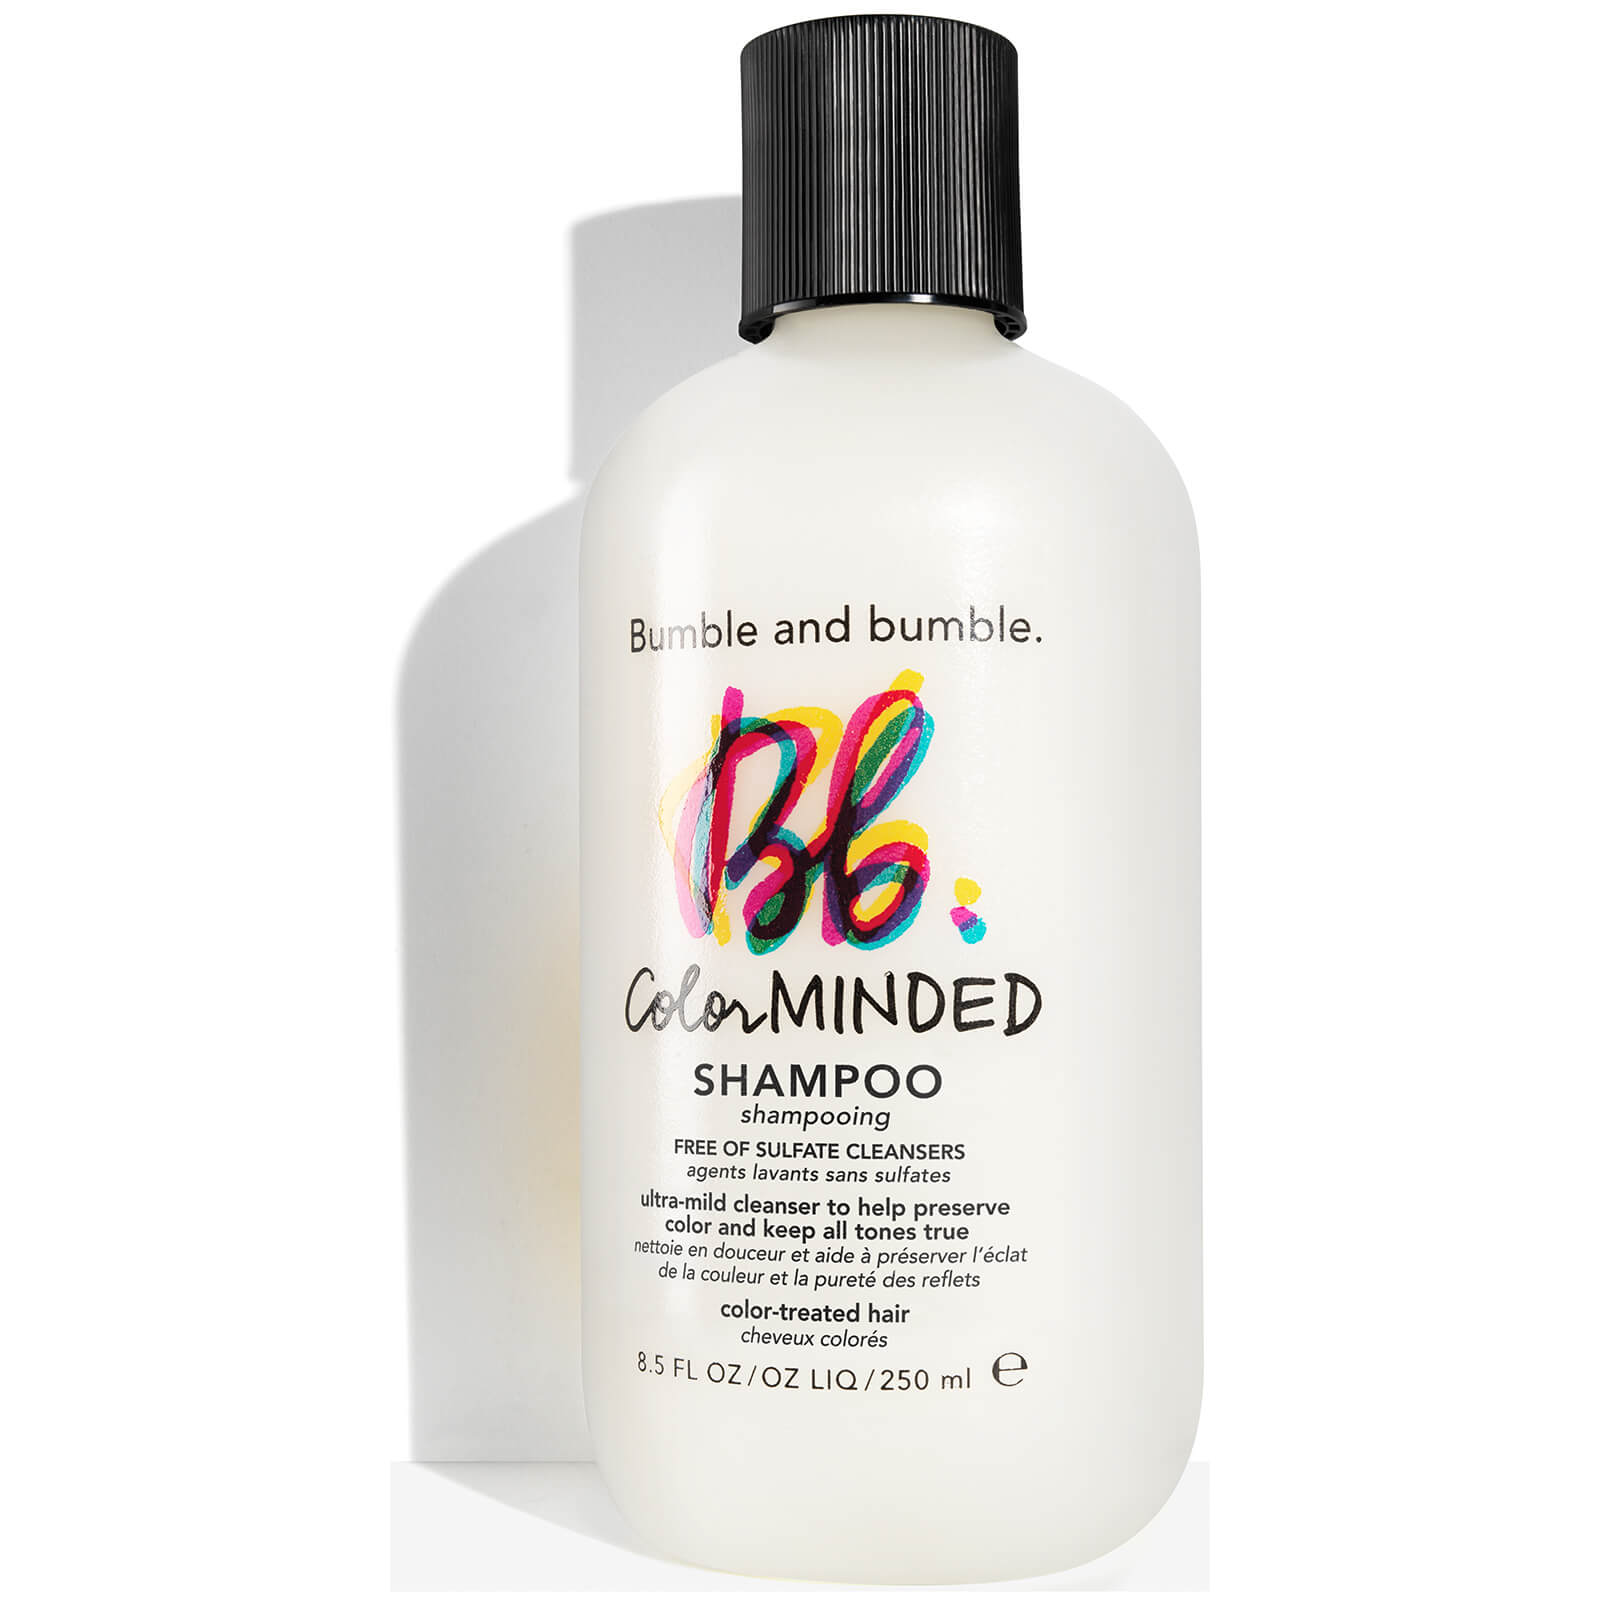 Bumble and bumble.
Bb.
Color MINDED
SHAMPOO
shampooing
FREE OF SULFATE CLEANSERS
agents lavants sans sulfates
ultra-mild cleanser to help preserve
color and keep all tones true
nettoie en douceur et aide à préserver l'éclat
de la couleur et la pureté des reflets
color-treated hair
cheveux colorés
8.5 FL OZ/OZ LIQ/250 ml ℮